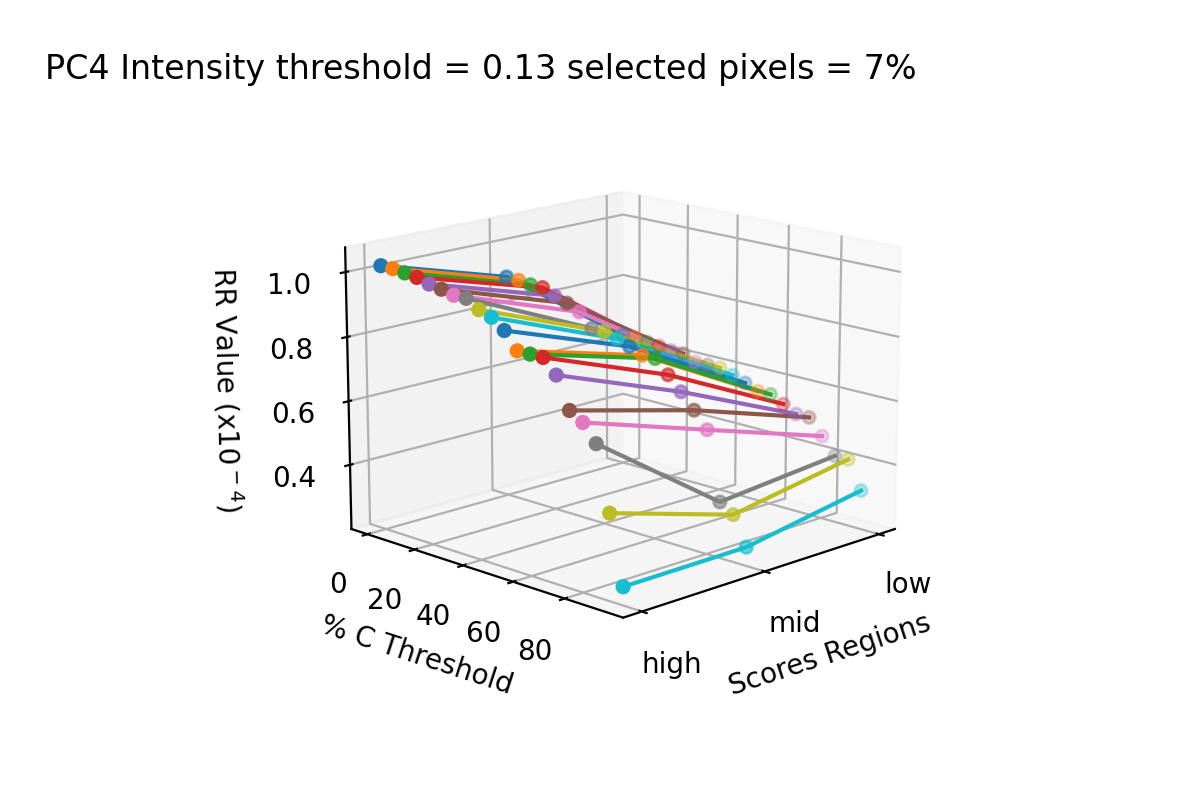 PC4 Intensity threshold = 0.13 selected pixels = 7%
RR Value (x10⁻⁴)
1.0
0.8
0.6
0.4
0
20
40
60
80
% C Threshold
high
mid
low
Scores Regions